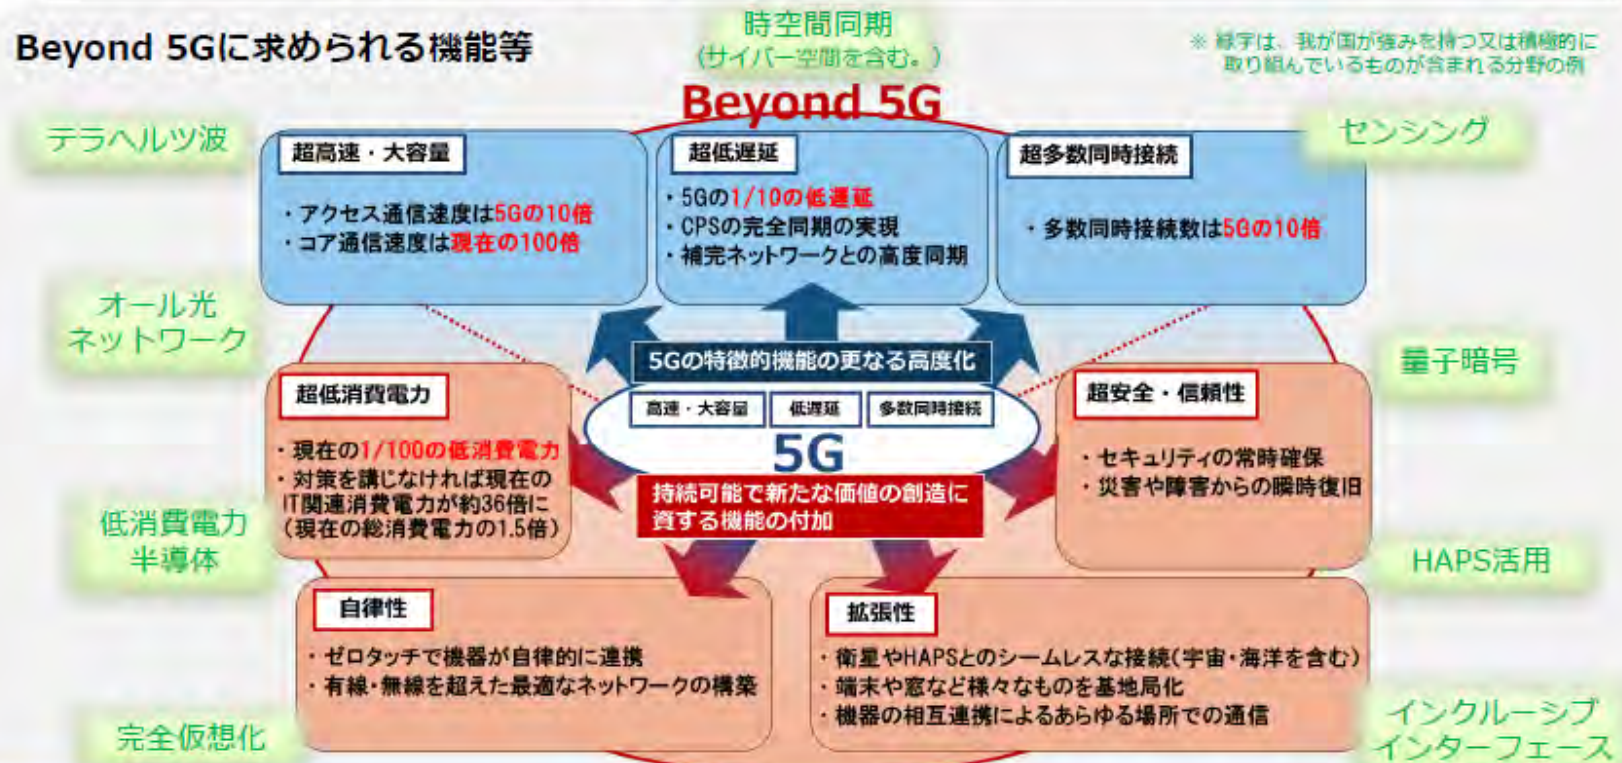 Beyond 5Gに求められる機能等
時空間同期
(サイバー空間を含む。)
※ 緑字は、我が国が強みを持つ又は積極的に
取り組んでいるものが含まれる分野の例
Beyond 5G
テラヘルツ波
センシング
超高速・大容量
・アクセス通信速度は5Gの10倍
・コア通信速度は現在の100倍
超低遅延
・5Gの1/10の低遅延
・CPSの完全同期の実現
・補完ネットワークとの高度同期
超多数同時接続
・多数同時接続数は5Gの10倍
オール光
ネットワーク
量子暗号
5Gの特徴的機能の更なる高度化
高速・大容量
低遅延
多数同時接続
5G
持続可能で新たな価値の創造に
資する機能の付加
超低消費電力
・現在の1/100の低消費電力
・対策を講じなければ現在の
IT関連消費電力が約36倍に
(現在の総消費電力の1.5倍)
超安全・信頼性
・セキュリティの常時確保
・災害や障害からの瞬時復旧
低消費電力
半導体
HAPS活用
自律性
・ゼロタッチで機器が自律的に連携
・有線・無線を超えた最適なネットワークの構築
拡張性
・衛星やHAPSとのシームレスな接続(宇宙・海洋を含む)
・端末や窓など様々なものを基地局化
・機器の相互連携によるあらゆる場所での通信
完全仮想化
インクルーシブ
インターフェース